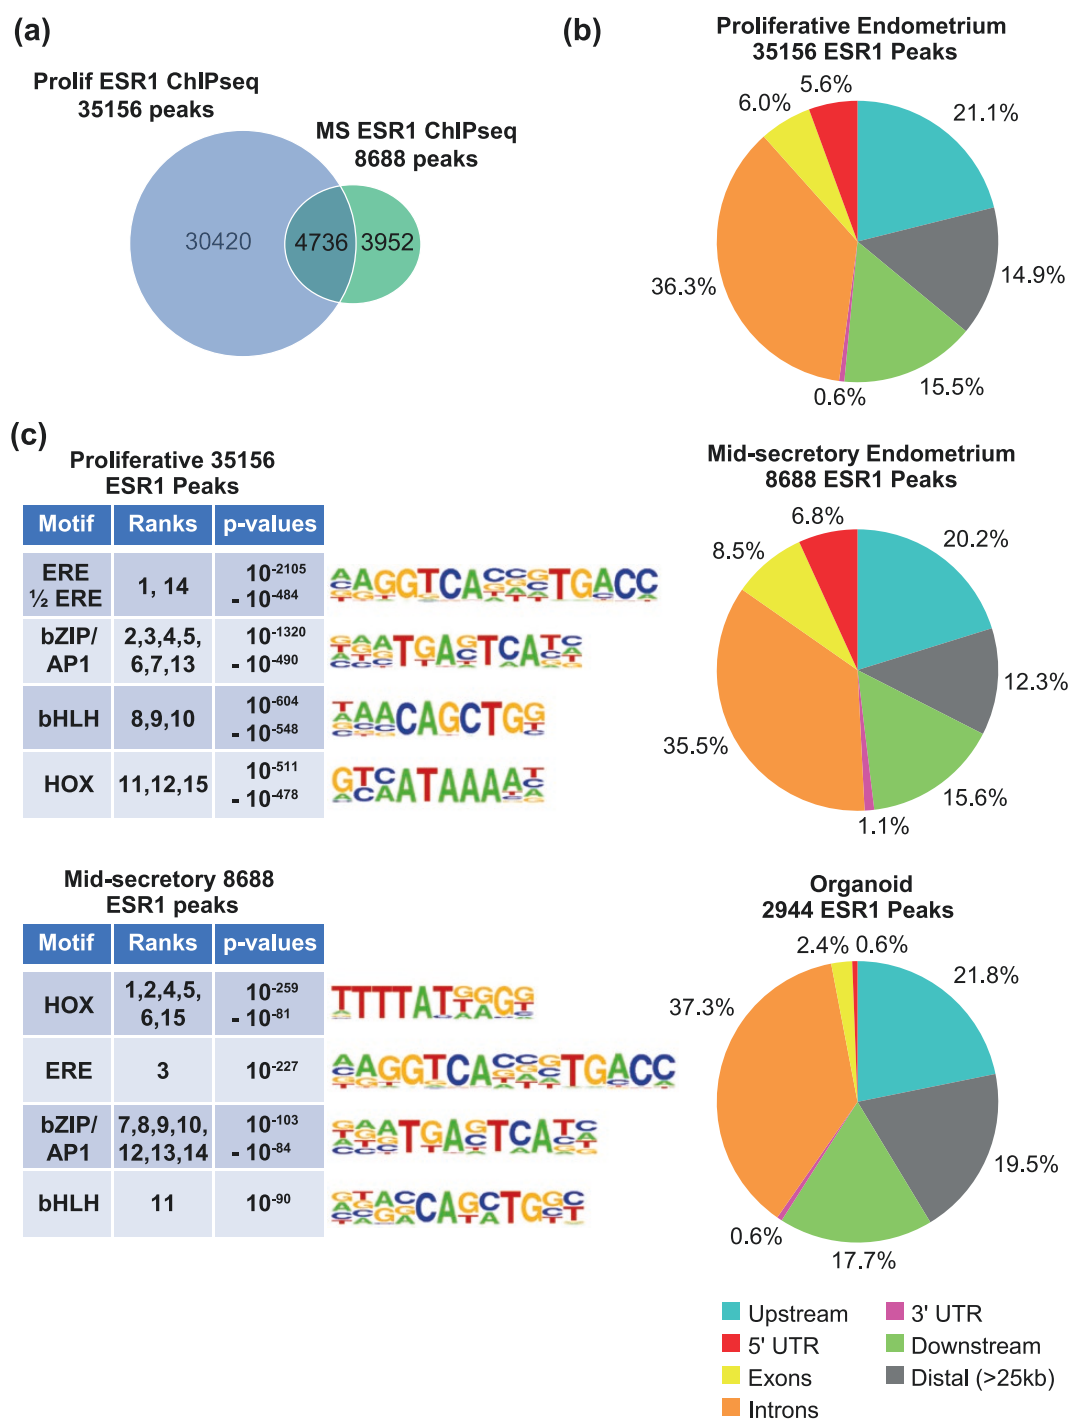 (a)
Prolif ESR1 ChIPseq
35156 peaks
MS ESR1 ChIPseq
8688 peaks
30420
4736
3952
(b)
Proliferative Endometrium
35156 ESR1 Peaks
5.6%
6.0%
21.1%
36.3%
14.9%
0.6%
15.5%
Mid-secretory Endometrium
8688 ESR1 Peaks
6.8%
8.5%
20.2%
12.3%
35.5%
15.6%
1.1%
Organoid
2944 ESR1 Peaks
2.4%
0.6%
21.8%
37.3%
19.5%
0.6%
17.7%
Upstream
5' UTR
Exons
Introns
3' UTR
Downstream
Distal (>25kb)
(c)
Proliferative 35156
ESR1 Peaks
Motif Ranks p-values
ERE
½ ERE
1, 14
10-2105
- 10-484
AAGGTCACCGTGACC
bZIP/
AP1
2,3,4,5,
6,7,13
10-1320
- 10-490
TGAGTCAT
bHLH
8,9,10
10-604
- 10-548
AACAGCTGG
HOX
11,12,15
10-511
- 10-478
ATAAAA
Mid-secretory 8688
ESR1 peaks
Motif Ranks p-values
HOX
1,2,4,5,
6,15
10-259
- 10-81
TTTTAT
ERE
3
10-227
AAGGTCACCGTGACC
bZIP/
AP1
7,8,9,10,
12,13,14
10-103
- 10-84
TGACTCAT
bHLH
11
10-90
CAGCTG